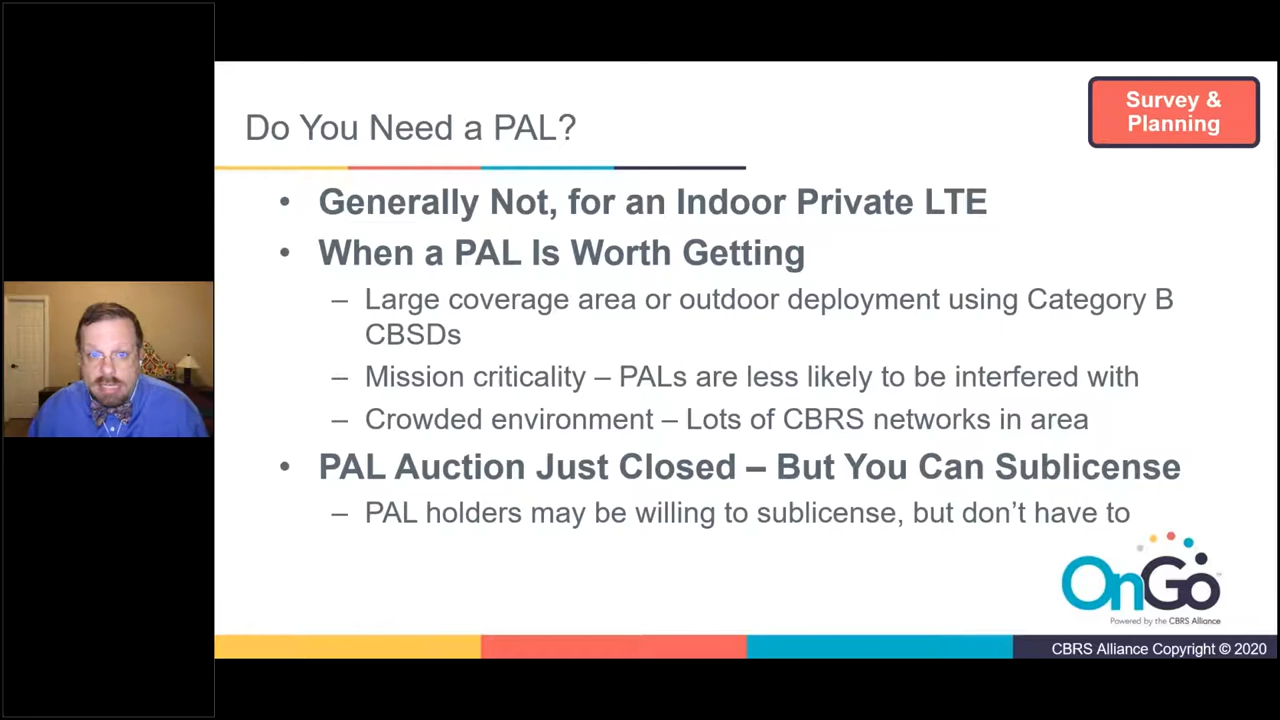 Do You Need a PAL?
Survey &
Planning
• Generally Not, for an Indoor Private LTE
• When a PAL Is Worth Getting
– Large coverage area or outdoor deployment using Category B
CBSDs
– Mission criticality – PALs are less likely to be interfered with
– Crowded environment – Lots of CBRS networks in area
• PAL Auction Just Closed – But You Can Sublicense
– PAL holders may be willing to sublicense, but don’t have to
OnGo
Powered by the CBRS Alliance
CBRS Alliance Copyright © 2020